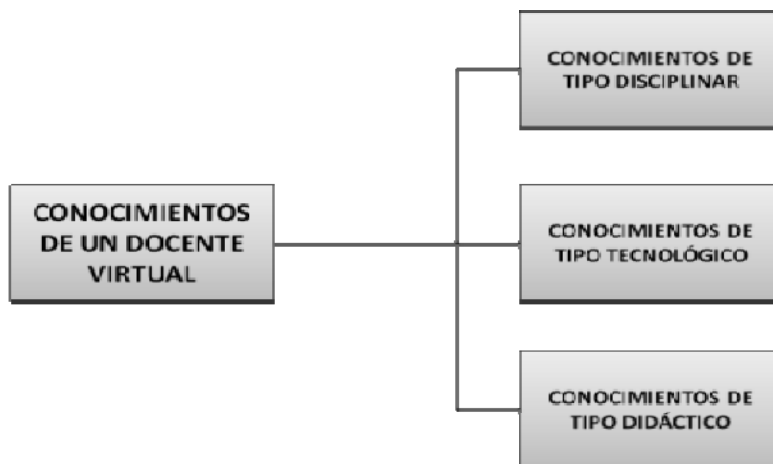 CONOCIMIENTOS
DE UN DOCENTE
VIRTUAL
CONOCIMIENTOS DE
TIPO DISCIPLINAR
CONOCIMIENTOS DE
TIPO TECNOLÓGICO
CONOCIMIENTOS DE
TIPO DIDÁCTICO